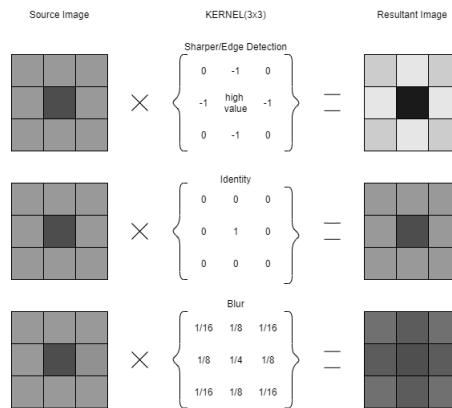 Source Image KERNEL(3x3) Resultant Image
Sharper/Edge Detection
0 -1 0
-1 high value -1
0 -1 0
Identity
0 0 0
0 1 0
0 0 0
Blur
1/16 1/8 1/16
1/8 1/4 1/8
1/16 1/8 1/16